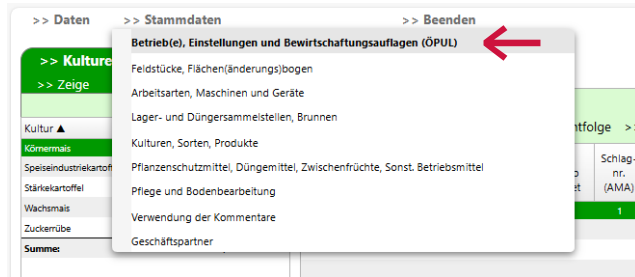 >> Daten >> Stammdaten >> Beenden
Betrieb(e), Einstellungen und Bewirtschaftungsauflagen (ÖPUL)
>> Kulture
Feldstücke, Flächen(änderungs)bogen
>> Zeige
Arbeitsarten, Maschinen und Geräte
Lager- und Düngersammelstellen, Brunnen
Kultur ▲
Kulturen, Sorten, Produkte
Körnermais
Pflanzenschutzmittel, Düngemittel, Zwischenfrüchte, Sonst. Betriebsmittel
Schlag-
nr.
(AMA)
Stärkekartoffel
Pflege und Bodenbearbeitung
1
Wachsmais
Verwendung der Kommentare
Zuckerrübe
Geschäftspartner
Summe: